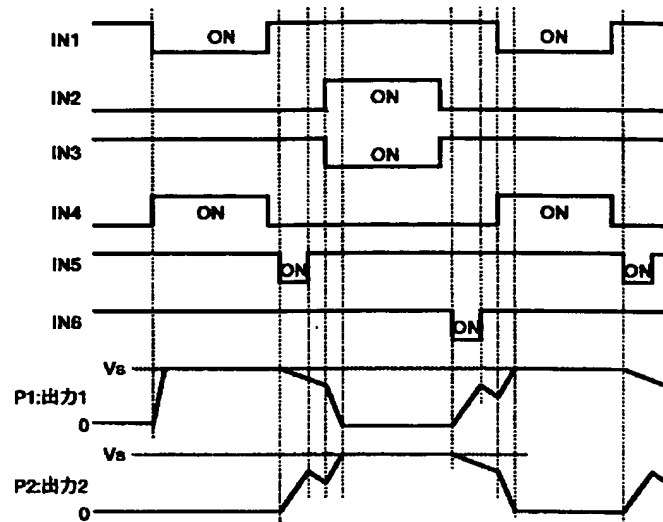 IN1 ON ON
IN2 ON
IN3 ON
IN4 ON ON
IN5 ON ON
IN6 ON
Vs
P1:出力1
0
Vs
P2:出力2
0